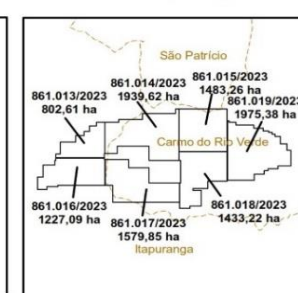 São Patrício
861.014/2023
1939,62 ha
861.015/2023
1483,26 ha
861.013/2023
802,61 ha
861.019/2023
1975,38 ha
Carmo do Rio Verde
861.016/2023
1227,09 ha
861.017/2023
1579,85 ha
861.018/2023
1433,22 ha
Itapuranga